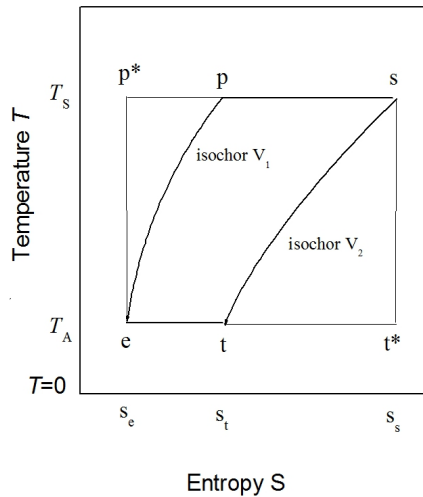 p* p s
T_S
isochor V_1
isochor V_2
Temperature T
T_A
e t t*
T=0
s_e s_t s_s
Entropy S